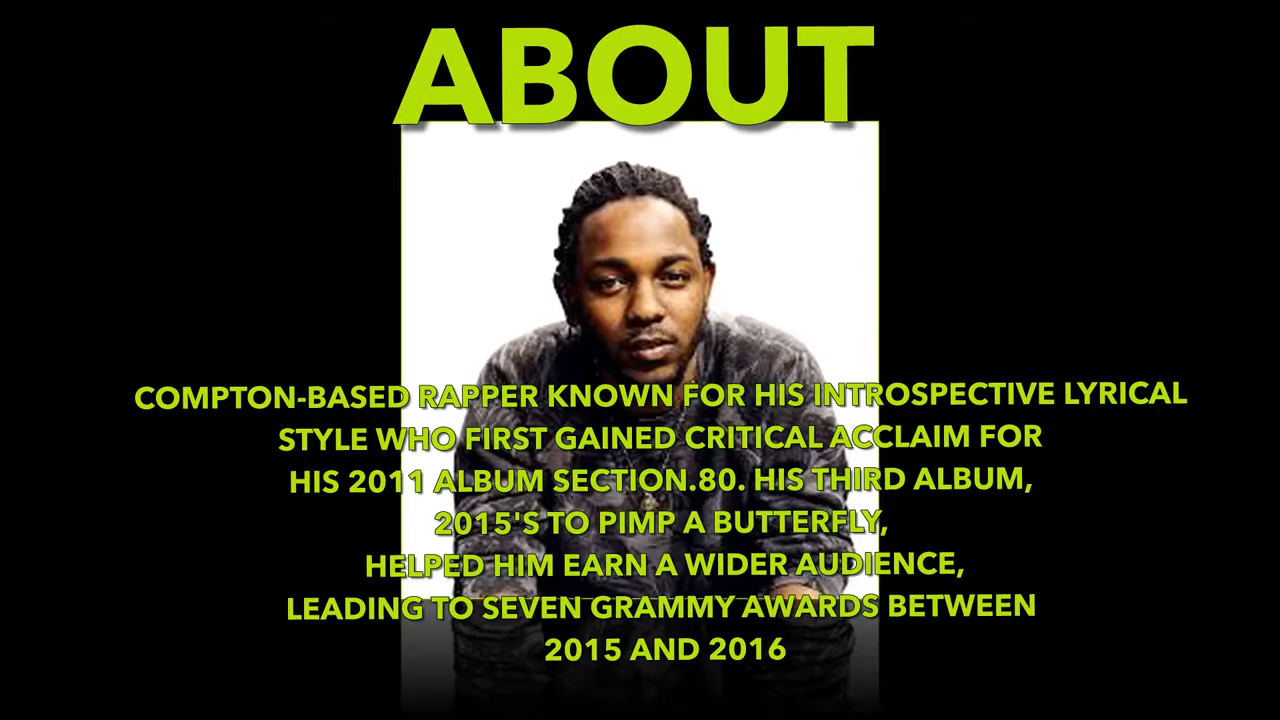 ABOUT
COMPTON-BASED RAPPER KNOWN FOR HIS INTROSPECTIVE LYRICAL
STYLE WHO FIRST GAINED CRITICAL ACCLAIM FOR
HIS 2011 ALBUM SECTION.80. HIS THIRD ALBUM,
2015'S TO PIMP A BUTTERFLY,
HELPED HIM EARN A WIDER AUDIENCE,
LEADING TO SEVEN GRAMMY AWARDS BETWEEN
2015 AND 2016